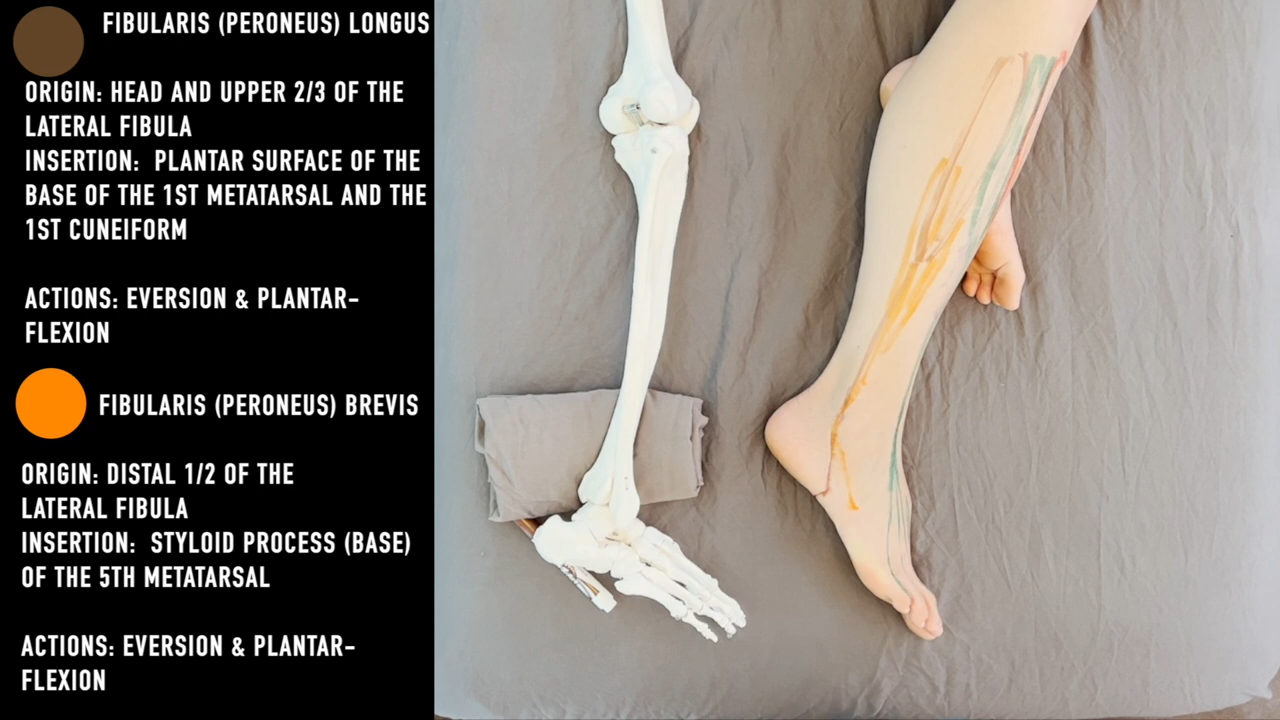 FIBULARIS (PERONEUS) LONGUS
ORIGIN: HEAD AND UPPER 2/3 OF THE
LATERAL FIBULA
INSERTION: PLANTAR SURFACE OF THE
BASE OF THE 1ST METATARSAL AND THE
1ST CUNEIFORM
ACTIONS: EVERSION & PLANTAR-
FLEXION
FIBULARIS (PERONEUS) BREVIS
ORIGIN: DISTAL 1/2 OF THE
LATERAL FIBULA
INSERTION: STYLOID PROCESS (BASE)
OF THE 5TH METATARSAL
ACTIONS: EVERSION & PLANTAR-
FLEXION